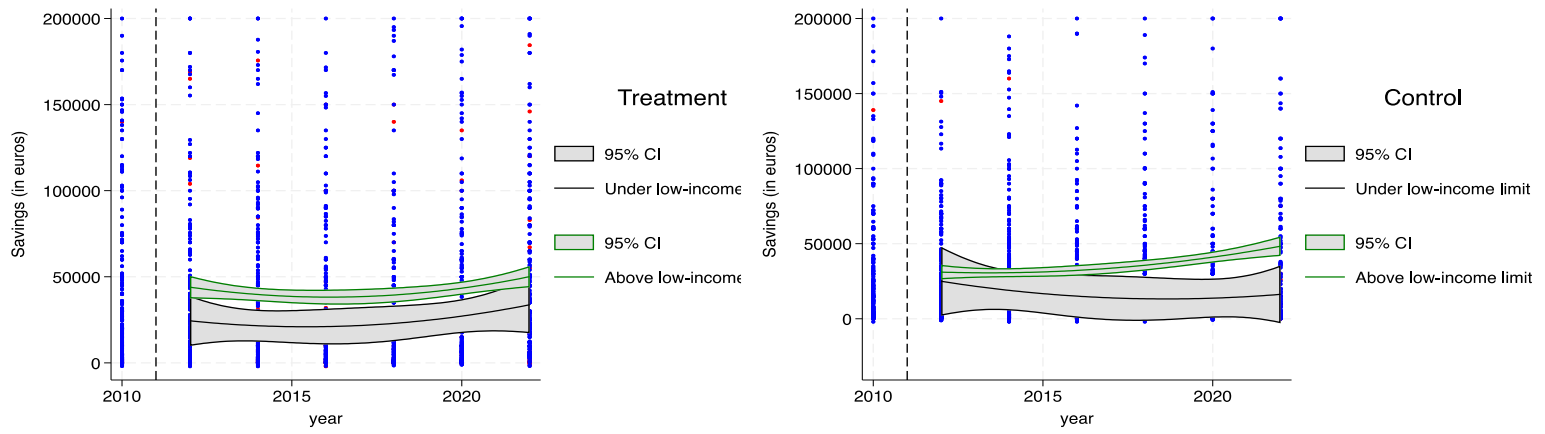 Savings (in euros)
200000
150000
100000
50000
0
2010
2015
2020
year
Treatment
95% CI
Under low-income
95% CI
Above low-income
Savings (in euros)
200000
150000
100000
50000
0
2010
2015
2020
year
Control
95% CI
Under low-income limit
95% CI
Above low-income limit